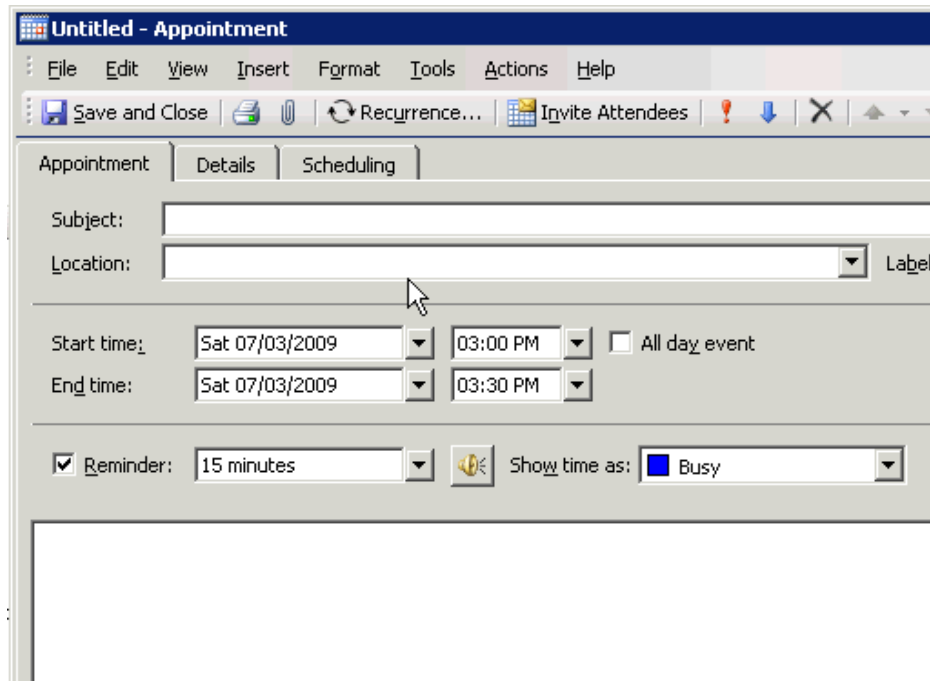 Untitled - Appointment
File Edit View Insert Format Tools Actions Help
Save and Close Recurrence... Invite Attendees
Appointment Details Scheduling
Subject:
Location: Label
Start time: Sat 07/03/2009 03:00 PM All day event
End time: Sat 07/03/2009 03:30 PM
Reminder: 15 minutes Show time as: Busy